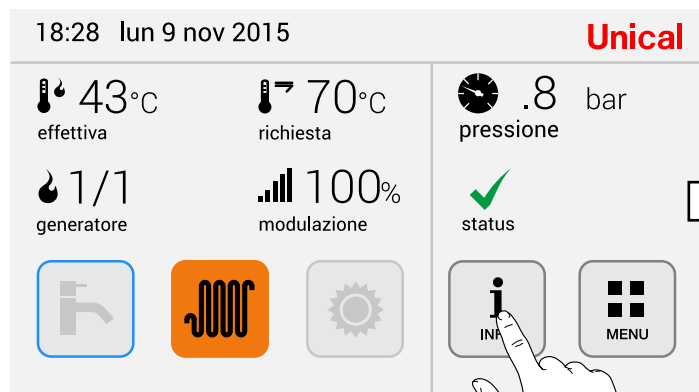 18:28 lun 9 nov 2015
Unical
43°C
effettiva
70°C
richiesta
.8 bar
pressione
1/1
generatore
100%
modulazione
status
MENU